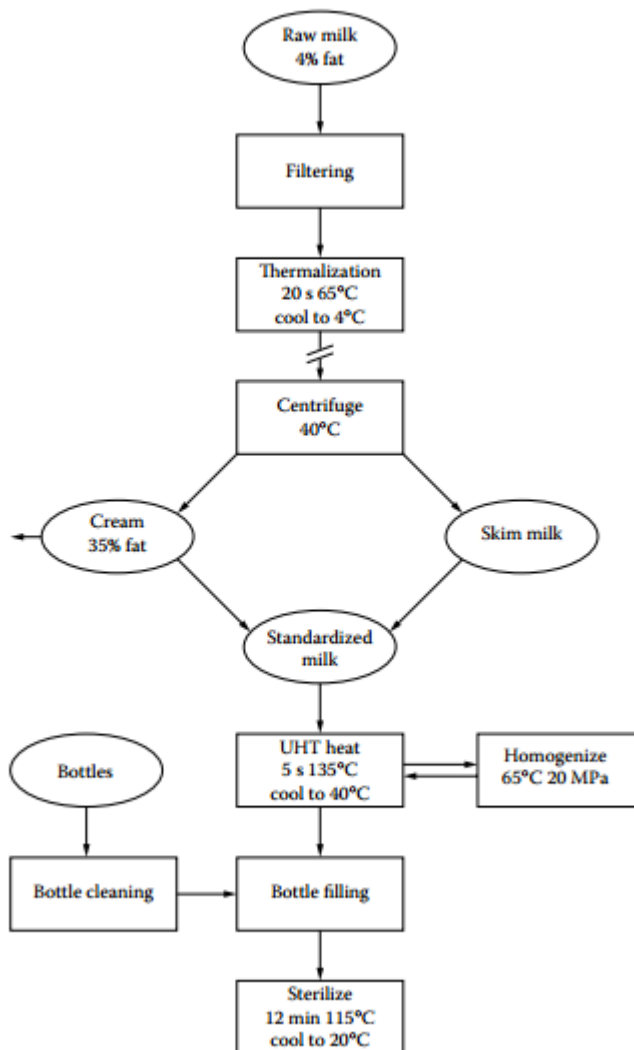 Raw milk
4% fat
Filtering
Thermalization
20 s 65°C
cool to 4°C
Centrifuge
40°C
Cream
35% fat
Skim milk
Standardized
milk
UHT heat
5 s 135°C
cool to 40°C
Homogenize
65°C 20 MPa
Bottles
Bottle cleaning
Bottle filling
Sterilize
12 min 115°C
cool to 20°C